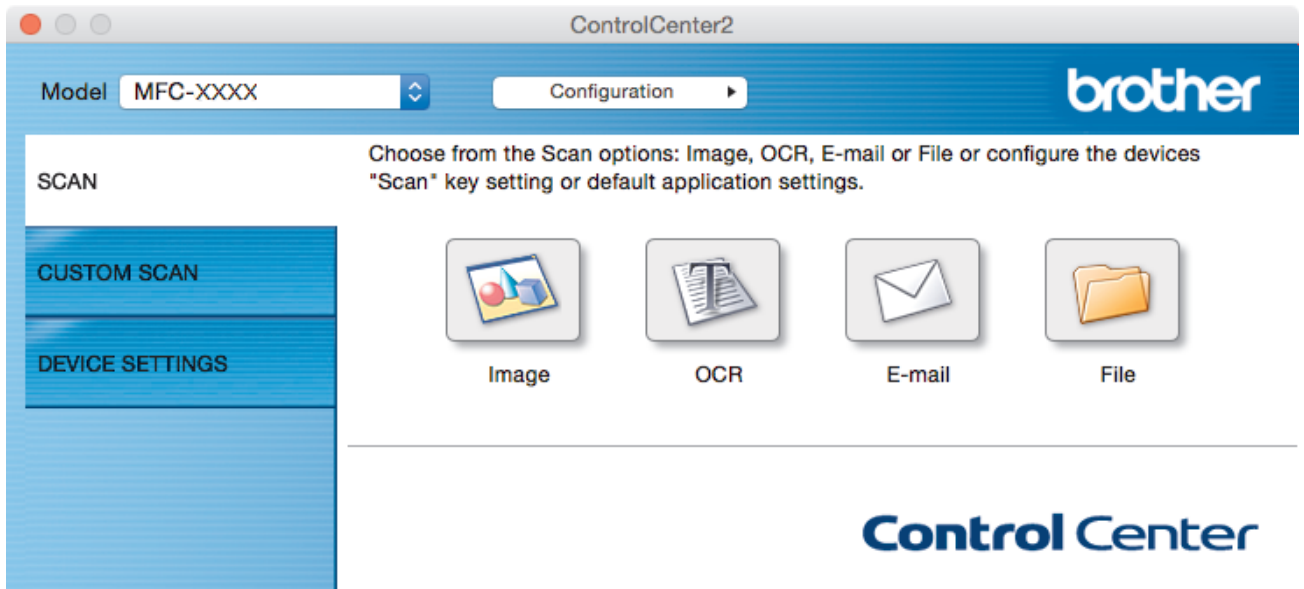 ControlCenter2
Model MFC-XXXX Configuration brother
SCAN
Choose from the Scan options: Image, OCR, E-mail or File or configure the devices
"Scan" key setting or default application settings.
CUSTOM SCAN
DEVICE SETTINGS
Image OCR E-mail File
Control Center